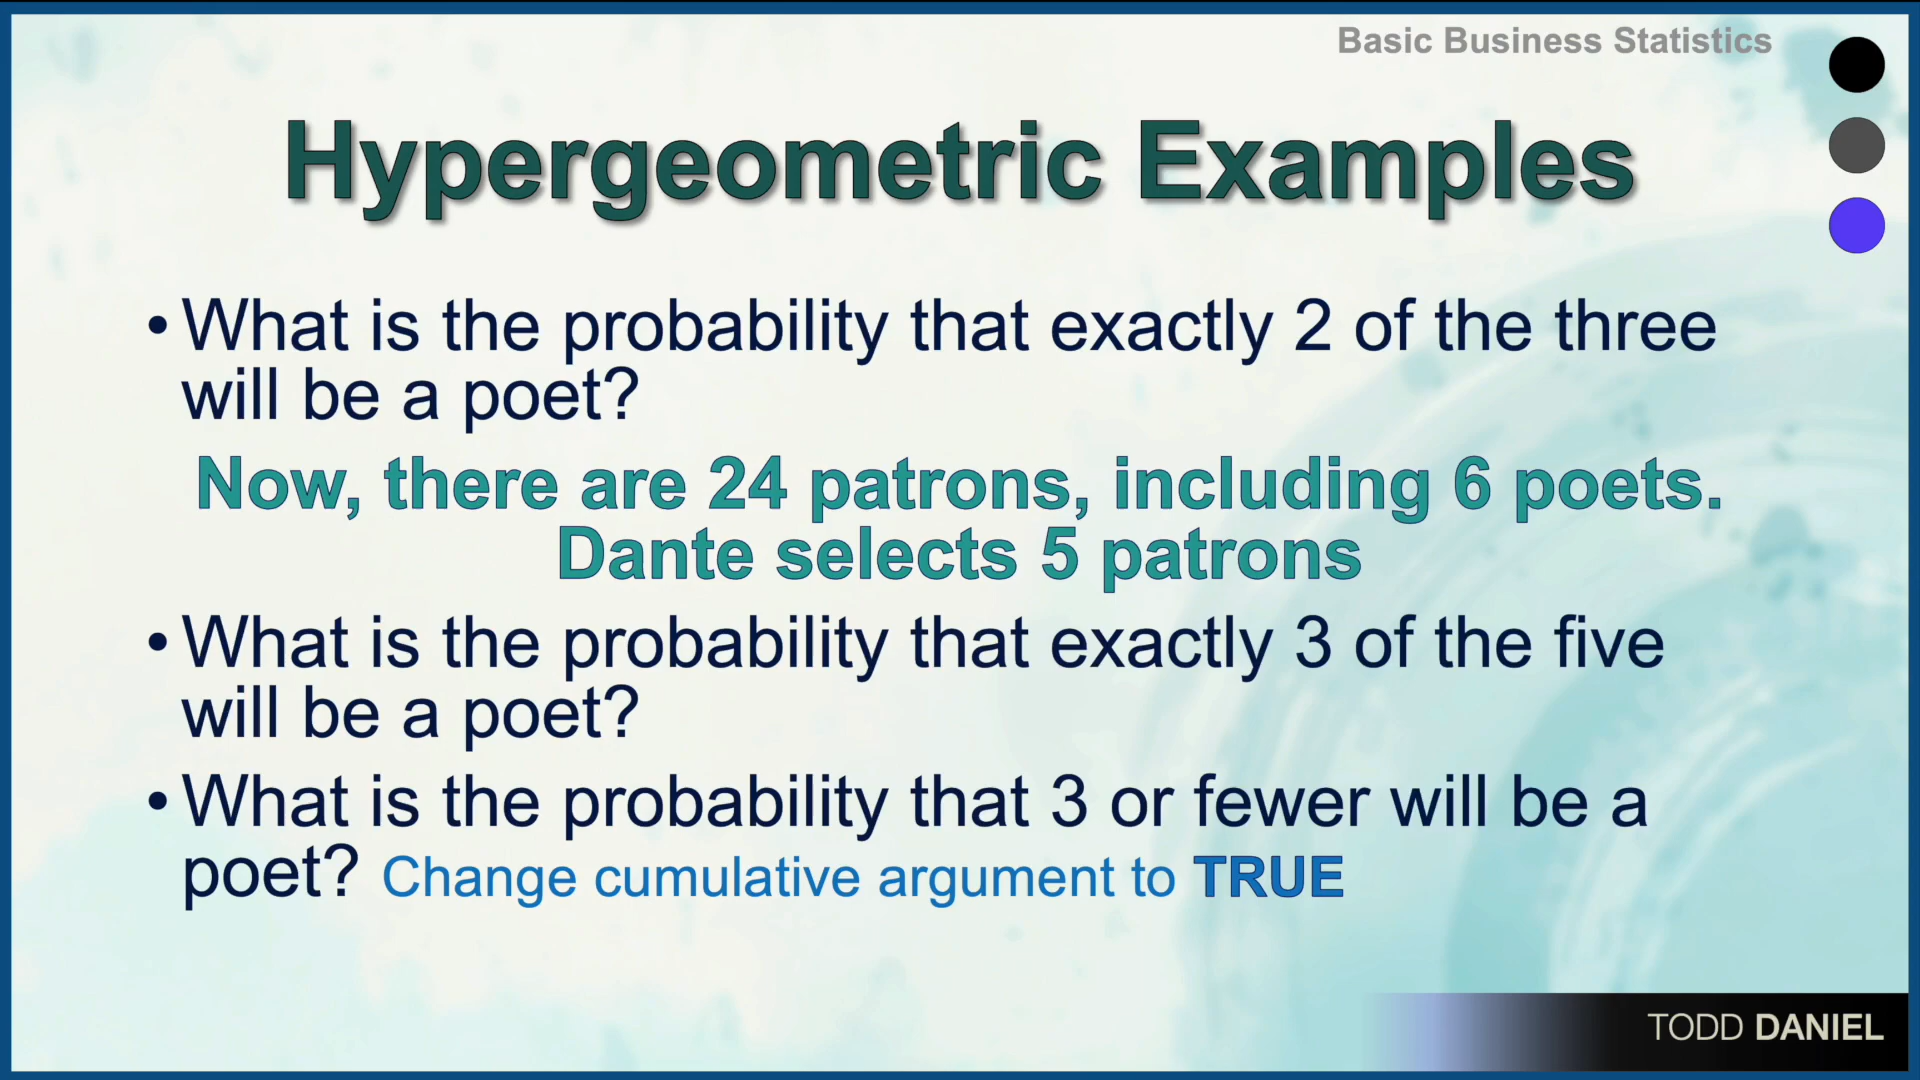 Basic Business Statistics
Hypergeometric Examples
• What is the probability that exactly 2 of the three
will be a poet?
Now, there are 24 patrons, including 6 poets.
Dante selects 5 patrons
• What is the probability that exactly 3 of the five
will be a poet?
• What is the probability that 3 or fewer will be a
poet? Change cumulative argument to TRUE
TODD DANIEL